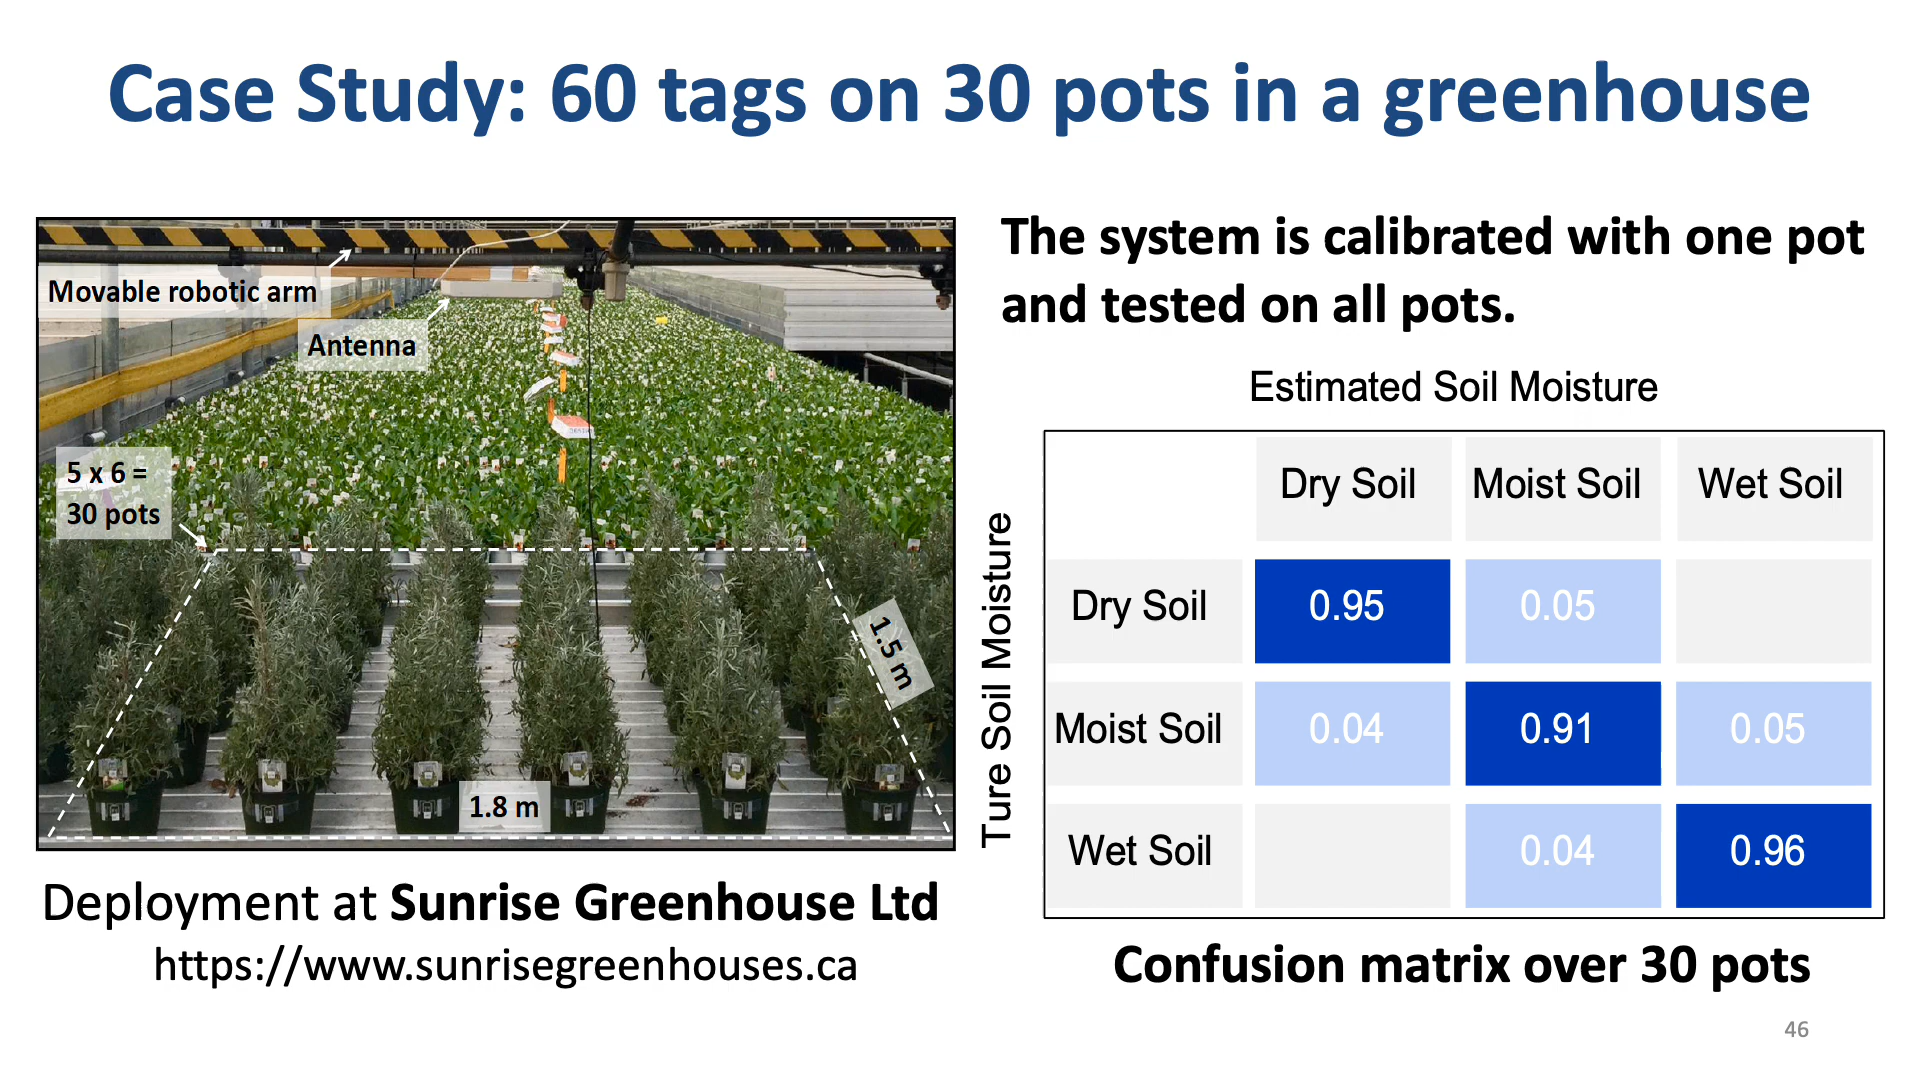 Case Study: 60 tags on 30 pots in a greenhouse
Movable robotic arm
Antenna
5 x 6 =
30 pots
1.5 m
1.8 m
Deployment at Sunrise Greenhouse Ltd
https://www.sunrisegreenhouses.ca
The system is calibrated with one pot
and tested on all pots.
Estimated Soil Moisture
Ture Soil Moisture
Dry Soil Moist Soil Wet Soil
Dry Soil 0.95 0.05
Moist Soil 0.04 0.91 0.05
Wet Soil 0.04 0.96
Confusion matrix over 30 pots
46